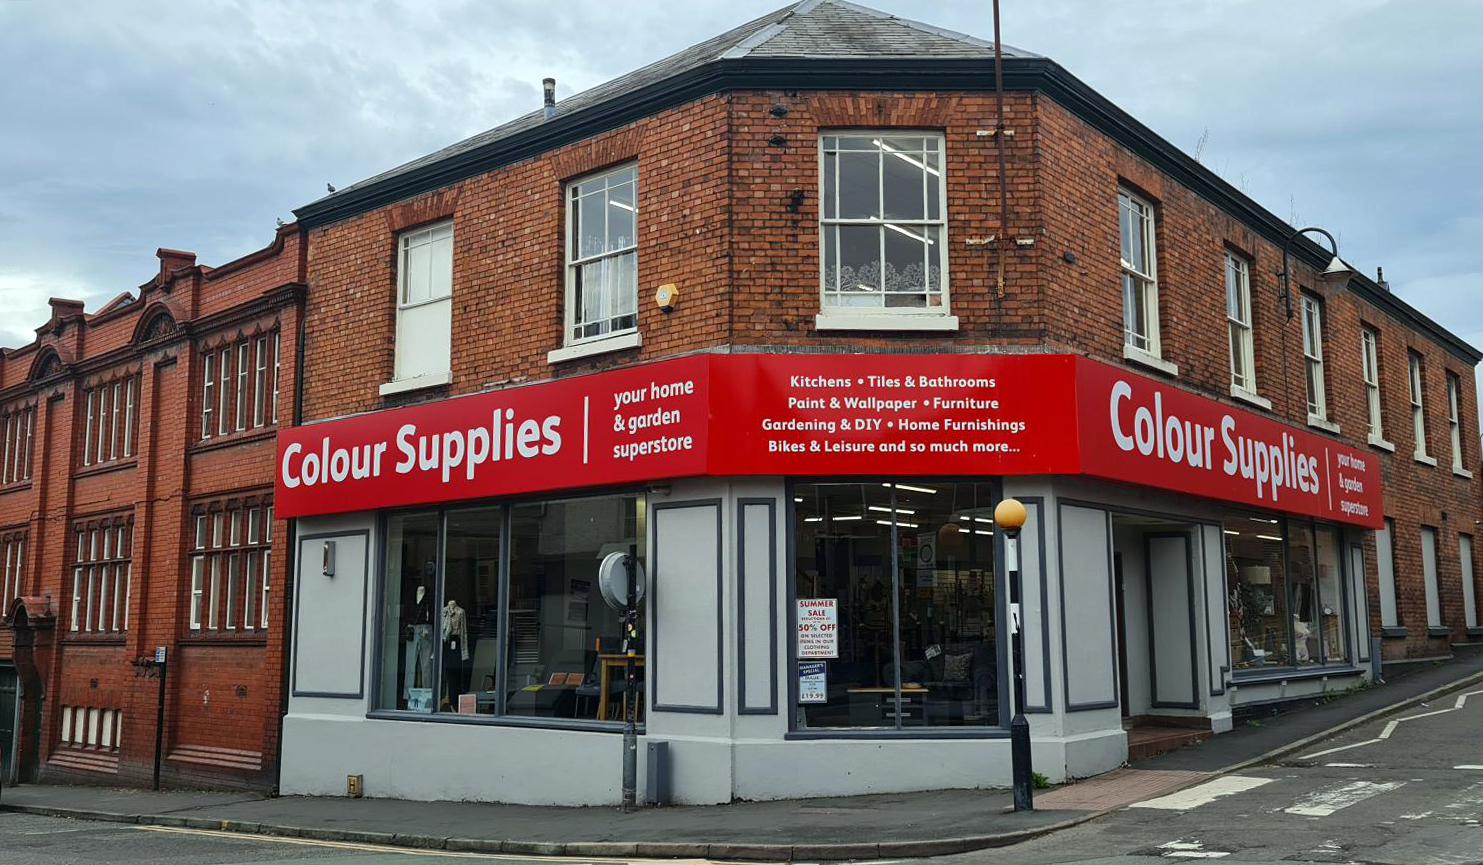 Colour Supplies
your home
& garden
superstore
Kitchens • Tiles & Bathrooms
Paint & Wallpaper • Furniture
Gardening & DIY • Home Furnishings
Bikes & Leisure and so much more...
Colour Supplies
your home
& garden
superstore
SUMMER
SALE
50% OFF
ON SELECTED
ITEMS IN OUR
CLOTHING
DEPARTMENT
MANAGER'S
SPECIAL
£19.99